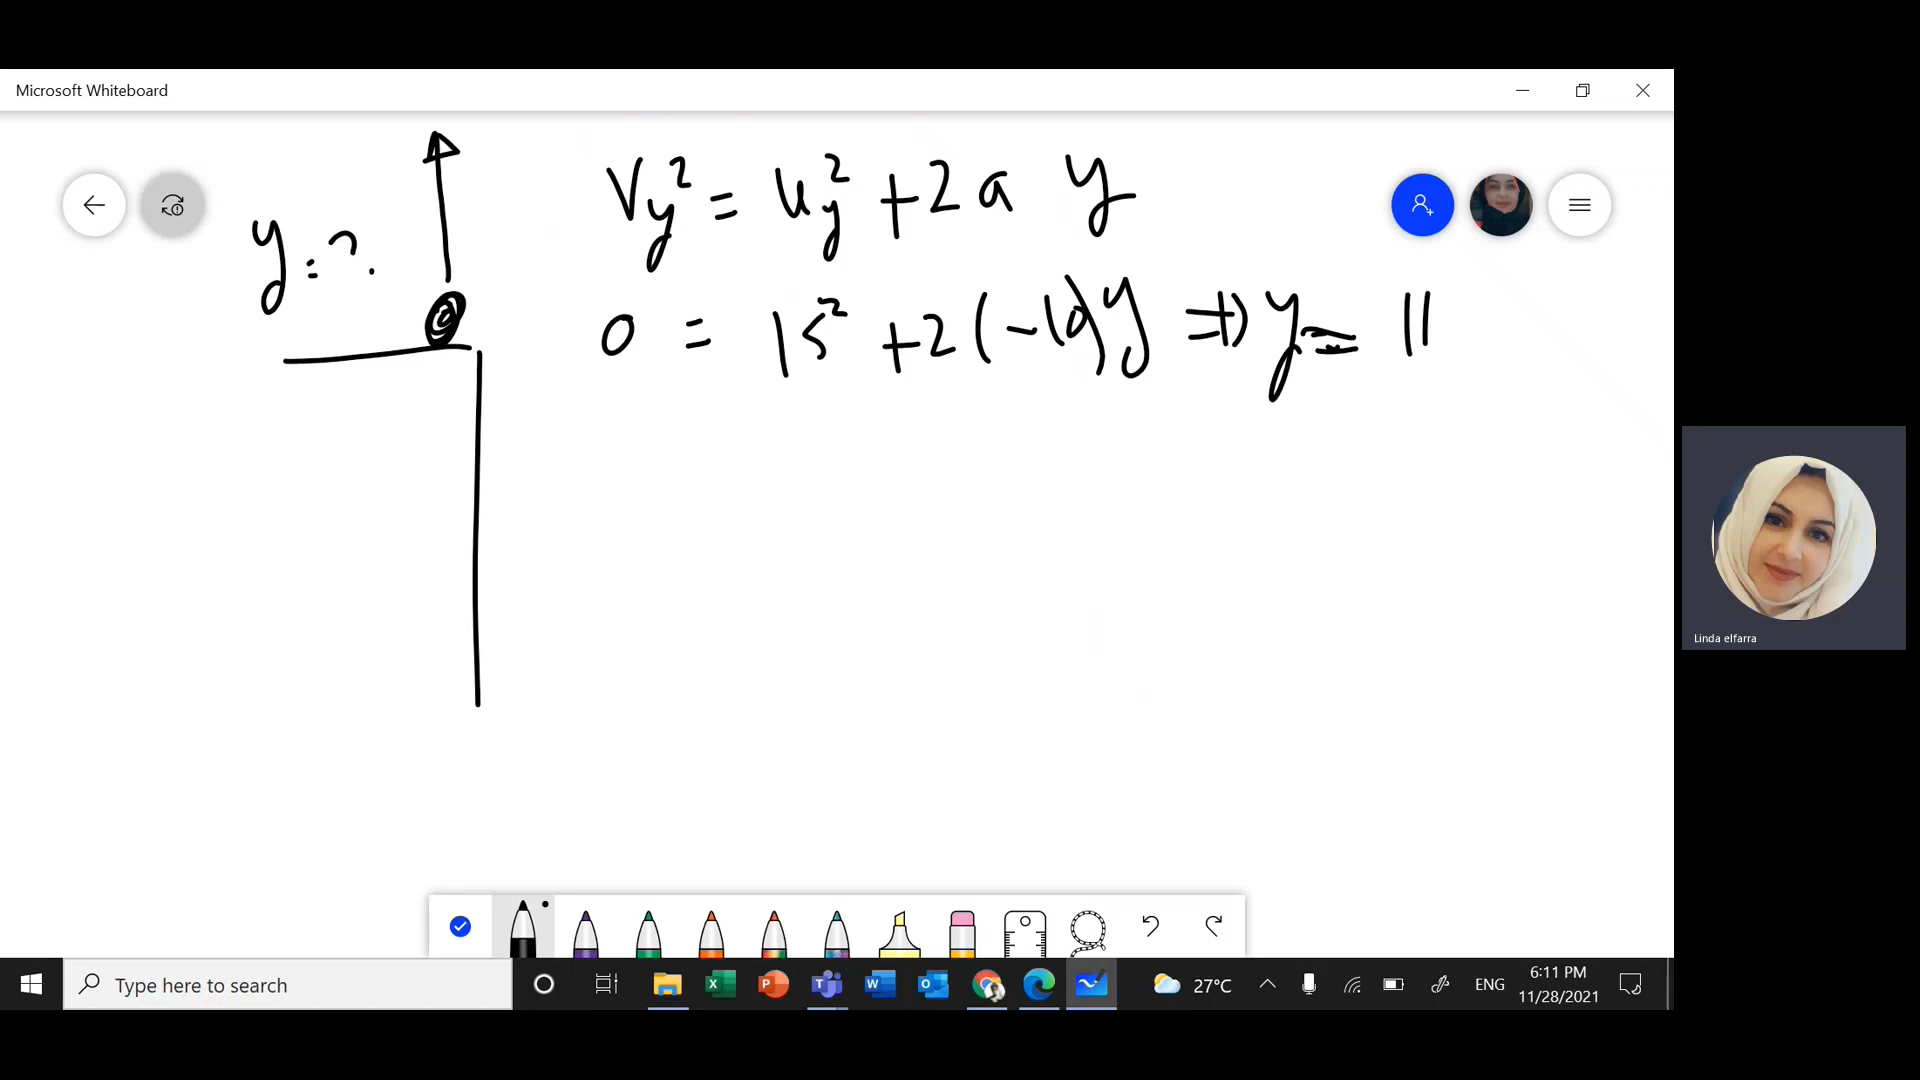 Microsoft Whiteboard
Vy² = uy² + 2 a y
y = ?
0 = 15² + 2 (-10) y ⇒ y = 11
Linda elfarra
Type here to search
27°C
ENG
6:11 PM
11/28/2021